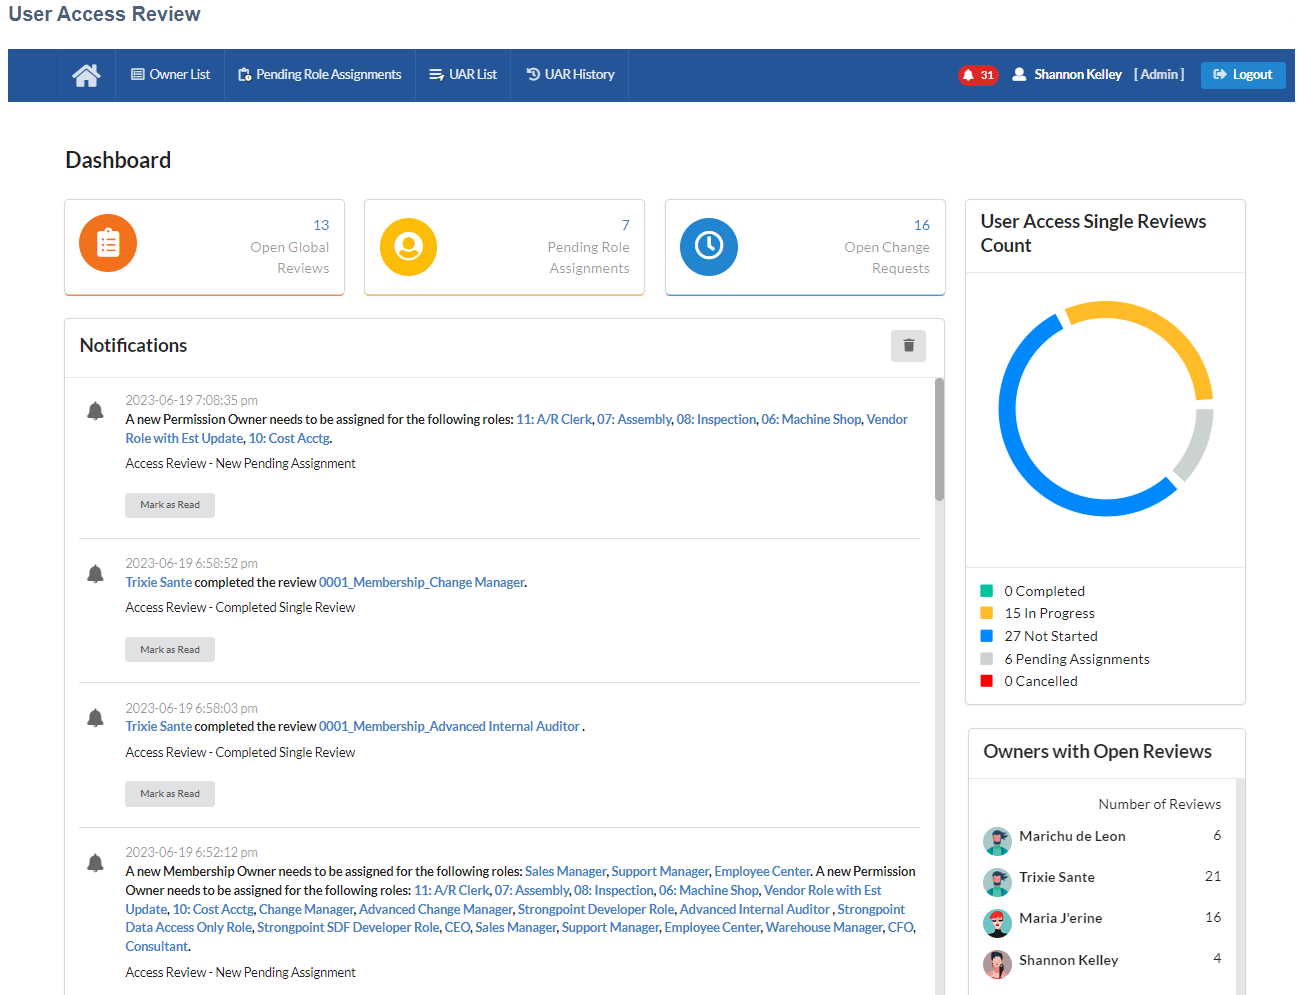 User Access Review
Owner List
Pending Role Assignments
UAR List
UAR History
31
Shannon Kelley
[ Admin ]
Logout
Dashboard
13
Open Global
Reviews
7
Pending Role
Assignments
16
Open Change
Requests
Notifications
2023-06-19 7:08:35 pm
A new Permission Owner needs to be assigned for the following roles: 11: A/R Clerk, 07: Assembly, 08: Inspection, 06: Machine Shop, Vendor
Role with Est Update, 10: Cost Acctg.
Access Review - New Pending Assignment
Mark as Read
2023-06-19 6:58:52 pm
Trixie Sante completed the review 0001_Membership_Change Manager.
Access Review - Completed Single Review
Mark as Read
2023-06-19 6:58:03 pm
Trixie Sante completed the review 0001_Membership_Advanced Internal Auditor .
Access Review - Completed Single Review
Mark as Read
2023-06-19 6:52:12 pm
A new Membership Owner needs to be assigned for the following roles: Sales Manager, Support Manager, Employee Center. A new Permission
Owner needs to be assigned for the following roles: 11: A/R Clerk, 07: Assembly, 08: Inspection, 06: Machine Shop, Vendor Role with Est
Update, 10: Cost Acctg, Change Manager, Advanced Change Manager, Strongpoint Developer Role, Advanced Internal Auditor , Strongpoint
Data Access Only Role, Strongpoint SDF Developer Role, CEO, Sales Manager, Support Manager, Employee Center, Warehouse Manager, CFO,
Consultant.
Access Review - New Pending Assignment
User Access Single Reviews
Count
0 Completed
15 In Progress
27 Not Started
6 Pending Assignments
0 Cancelled
Owners with Open Reviews
Number of Reviews
Marichu de Leon 6
Trixie Sante 21
Maria J'erine 16
Shannon Kelley 4